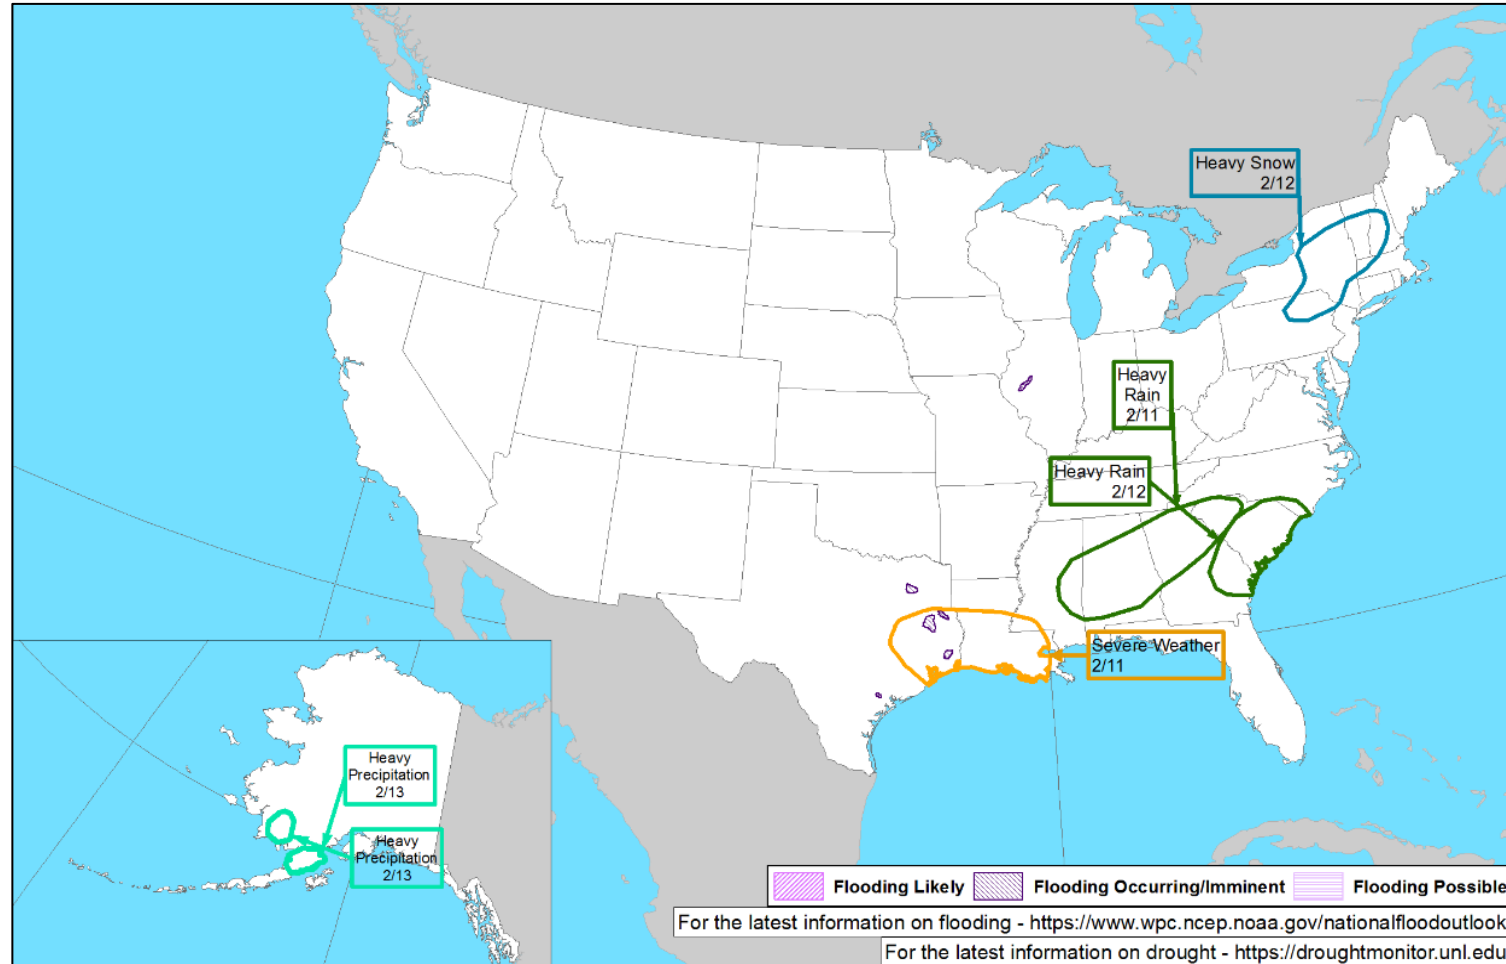 Heavy Snow
2/12
Heavy
Rain
2/11
Heavy Rain
2/12
Severe Weather
2/11
Heavy
Precipitation
2/13
Heavy
Precipitation
2/13
Flooding Likely
Flooding Occurring/Imminent
Flooding Possible
For the latest information on flooding - https://www.wpc.ncep.noaa.gov/nationalfloodoutlook
For the latest information on drought - https://droughtmonitor.unl.edu